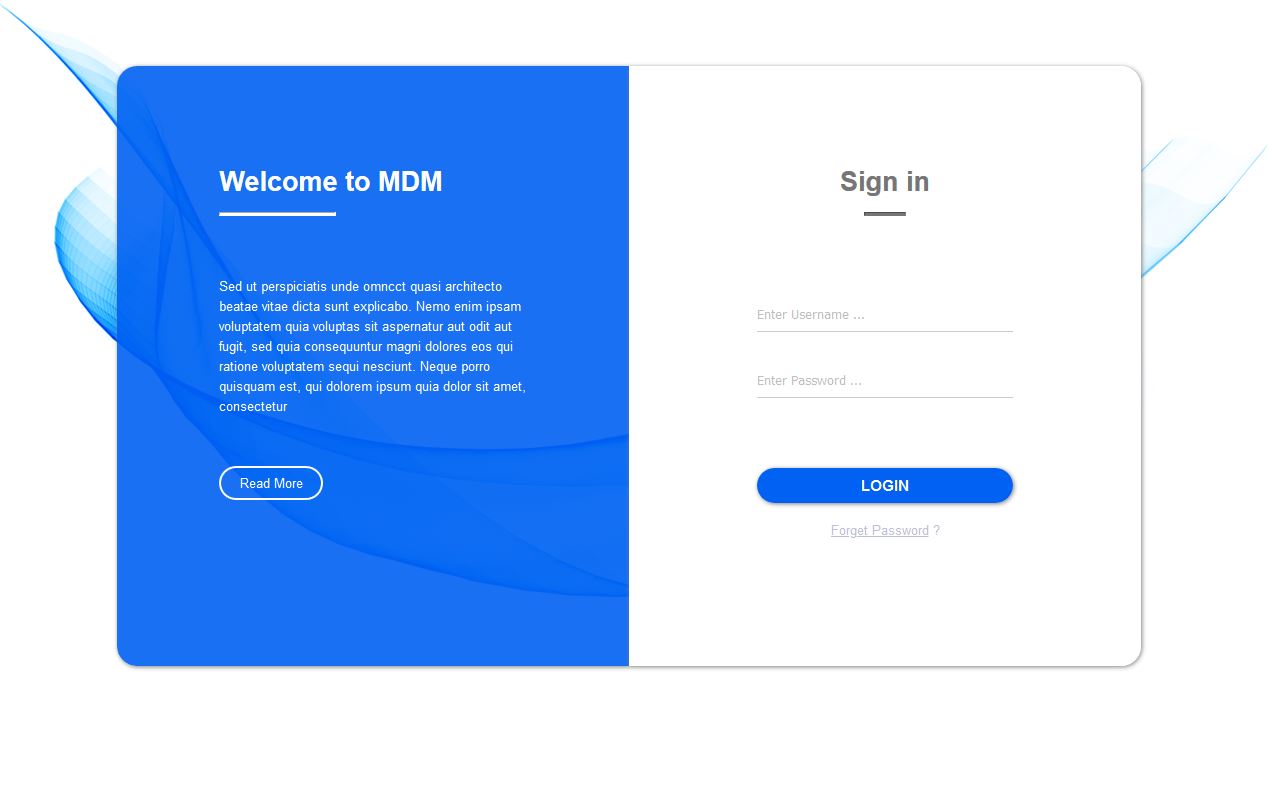 Welcome to MDM
Sed ut perspiciatis unde omncct quasi architecto
beatae vitae dicta sunt explicabo. Nemo enim ipsam
voluptatem quia voluptas sit aspernatur aut odit aut
fugit, sed quia consequuntur magni dolores eos qui
ratione voluptatem sequi nesciunt. Neque porro
quisquam est, qui dolorem ipsum quia dolor sit amet,
consectetur
Read More
Sign in
Enter Username ...
Enter Password ...
LOGIN
Forget Password ?